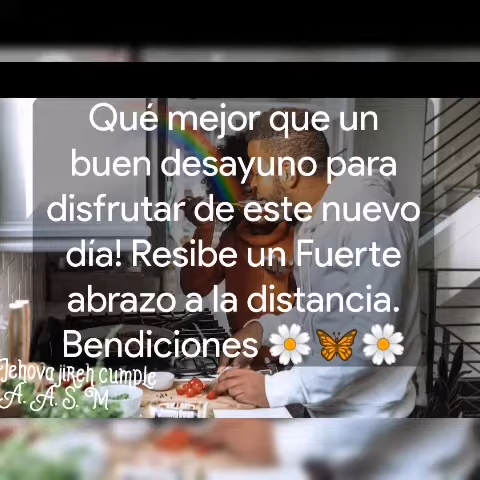 Qué mejor que un
buen desayuno para
disfrutar de este nuevo
día! Resibe un Fuerte
abrazo a la distancia.
Bendiciones 🌼🦋🌼
Jehova jiReh cumple
A. A. S. M